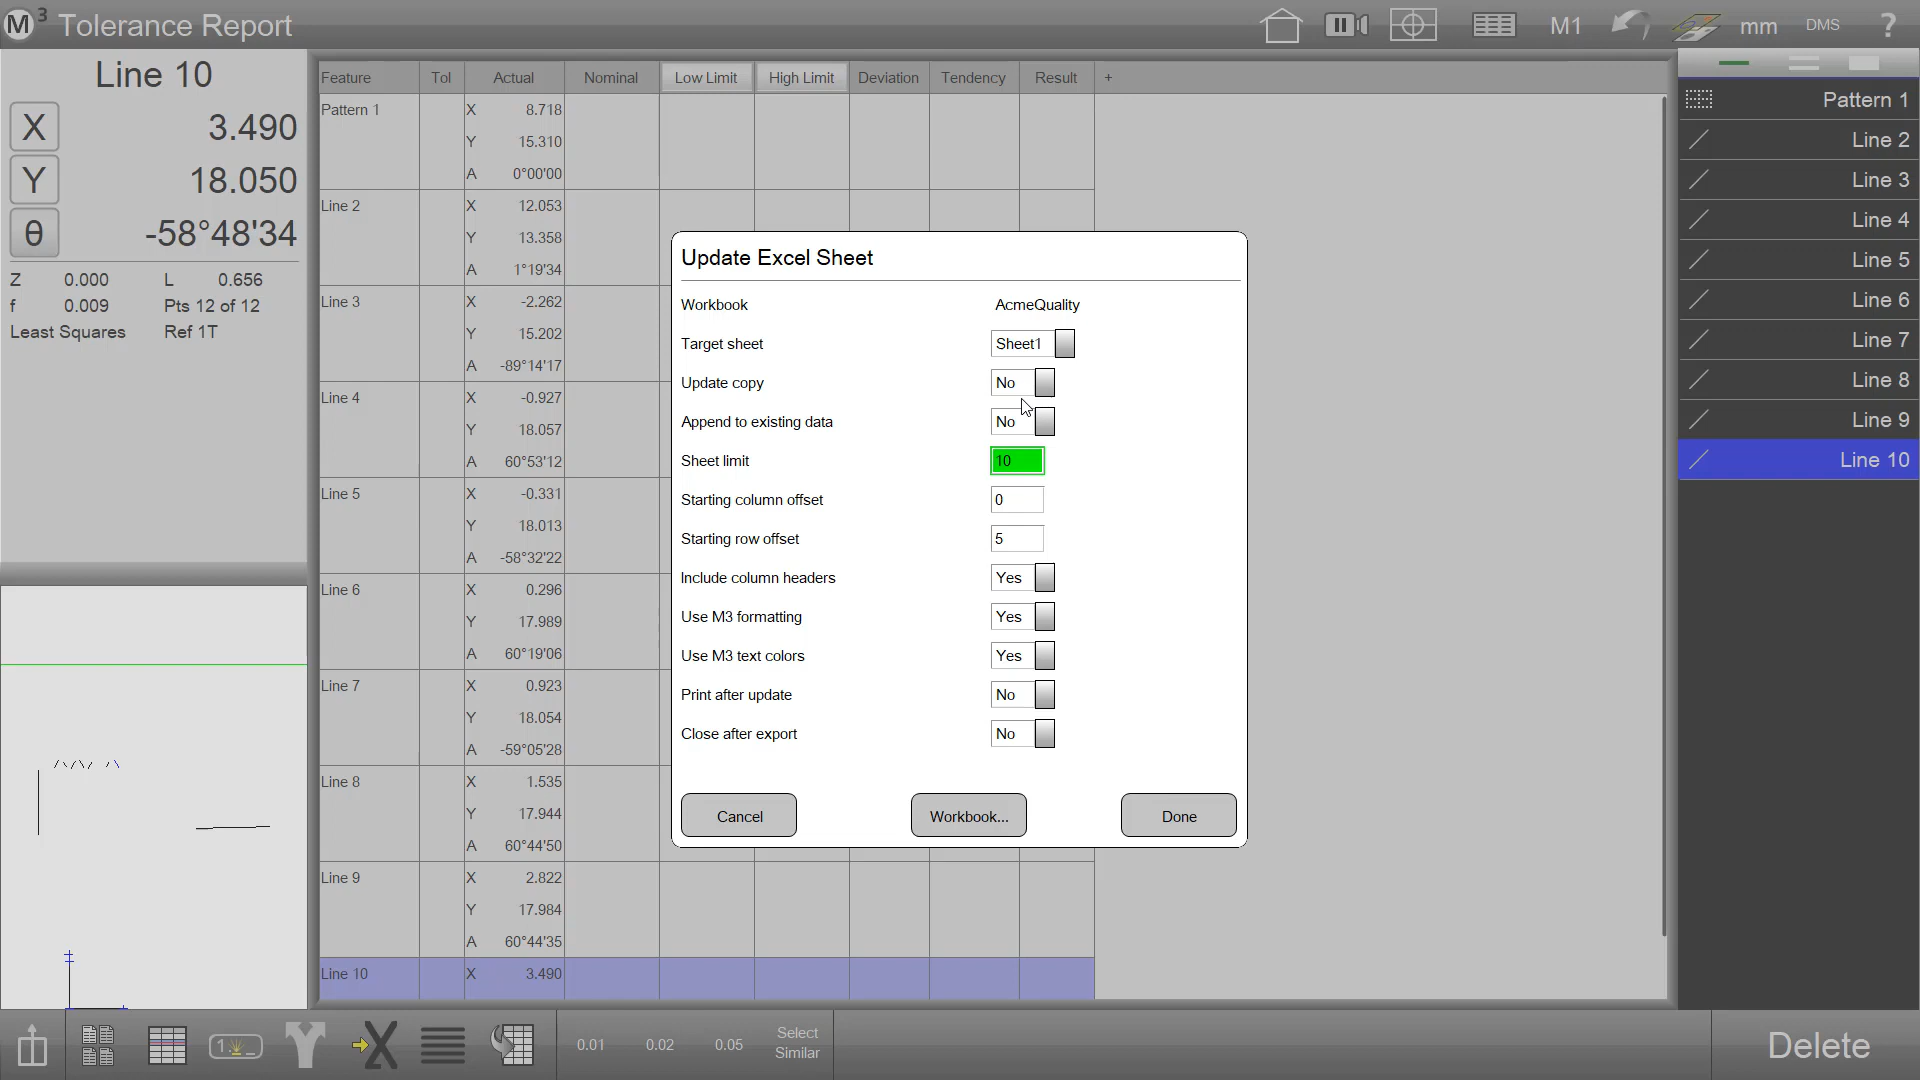 M3 Tolerance Report
M1
mm
DMS
?
Line 10
X 3.490
Y 18.050
θ -58°48'34
Z 0.000 L 0.656
f 0.009 Pts 12 of 12
Least Squares Ref 1T
Feature Tol Actual Nominal Low Limit High Limit Deviation Tendency Result +
Pattern 1 X 8.718
Y 15.310
A 0°00'00
Line 2 X 12.053
Y 13.358
A 1°19'34
Line 3 X -2.262
Y 15.202
A -89°14'17
Line 4 X -0.927
Y 18.057
A 60°53'12
Line 5 X -0.331
Y 18.013
A -58°32'22
Line 6 X 0.296
Y 17.989
A 60°19'06
Line 7 X 0.923
Y 18.054
A -59°05'28
Line 8 X 1.535
Y 17.944
A 60°44'50
Line 9 X 2.822
Y 17.984
A 60°44'35
Line 10 X 3.490
Update Excel Sheet
Workbook AcmeQuality
Target sheet Sheet1
Update copy No
Append to existing data No
Sheet limit 10
Starting column offset 0
Starting row offset 5
Include column headers Yes
Use M3 formatting Yes
Use M3 text colors Yes
Print after update No
Close after export No
Cancel Workbook... Done
Pattern 1
Line 2
Line 3
Line 4
Line 5
Line 6
Line 7
Line 8
Line 9
Line 10
1. _
X
0.01 0.02 0.05
Select
Similar
Delete